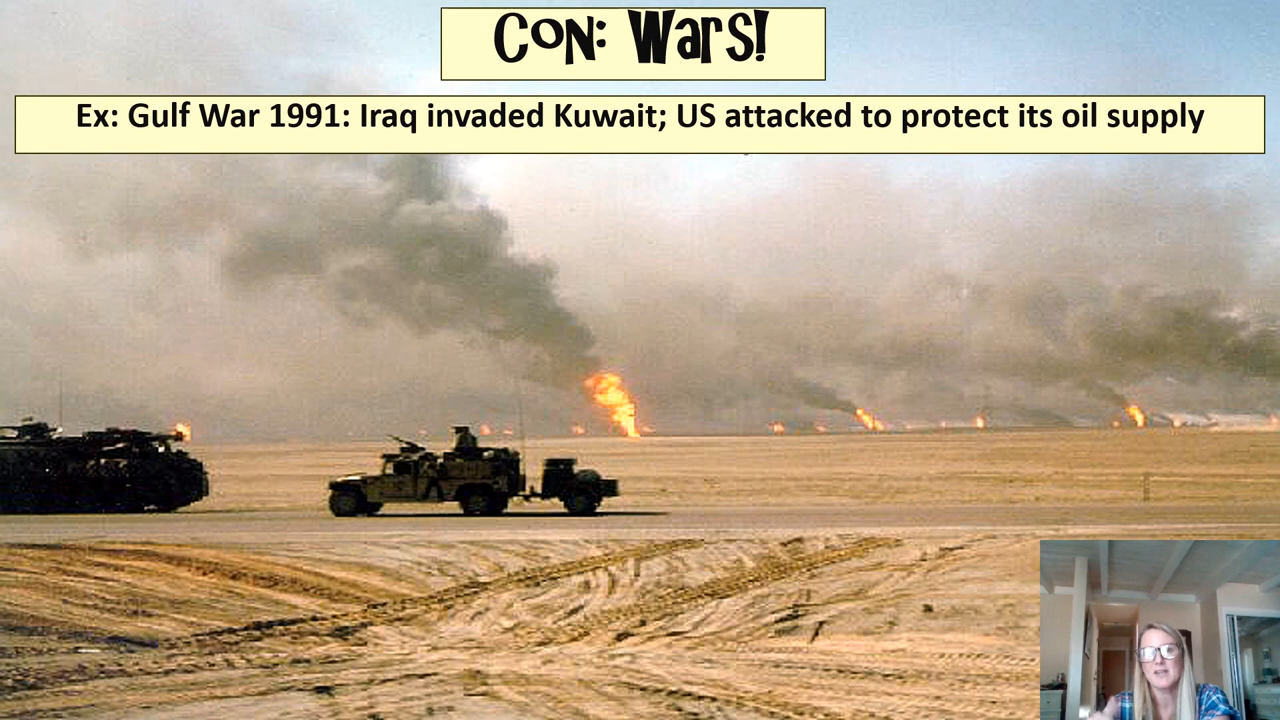 Con: Wars!
Ex: Gulf War 1991: Iraq invaded Kuwait; US attacked to protect its oil supply